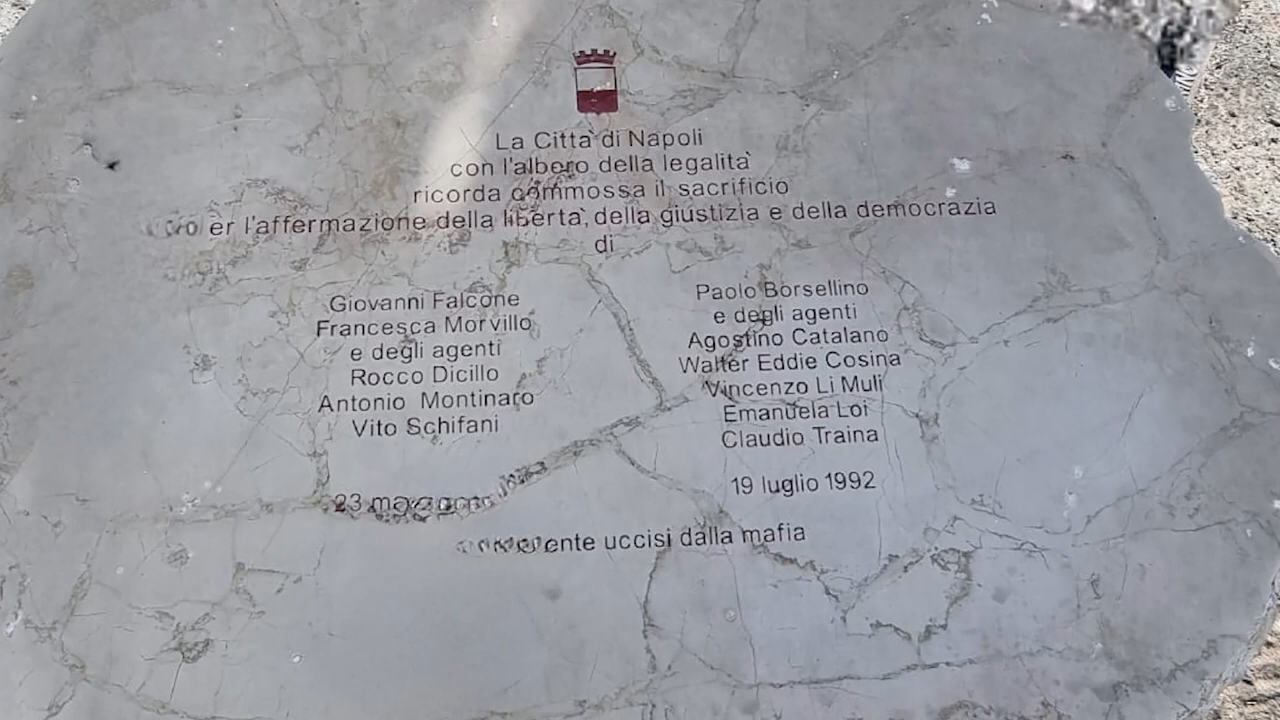 La Città di Napoli
con l'albero della legalità
ricorda commossa il sacrificio
er l'affermazione della libertà, della giustizia e della democrazia
di
Giovanni Falcone
Francesca Morvillo
e degli agenti
Rocco Dicillo
Antonio Montinaro
Vito Schifani
23
Paolo Borsellino
e degli agenti
Agostino Catalano
Walter Eddie Cosina
Vincenzo Li Muli
Emanuela Loi
Claudio Traina
19 luglio 1992
uccisi dalla mafia